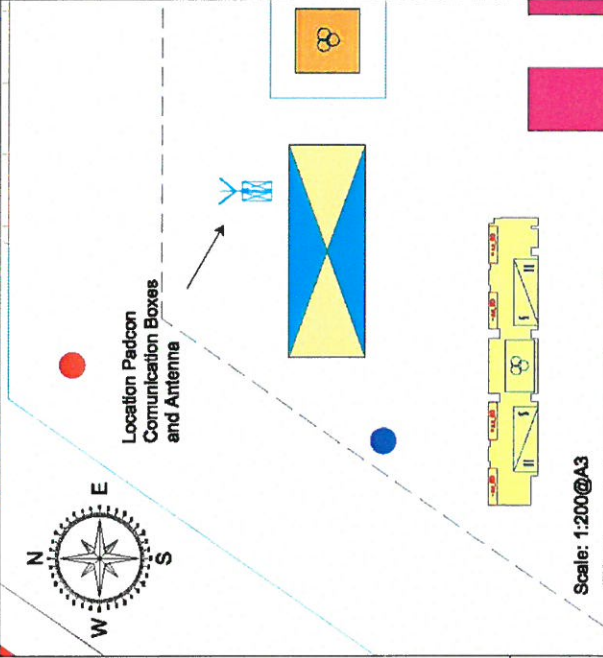 N
W
E
S
Location Padcon
Comunication Boxes
and Antenna
Scale: 1:200@A3